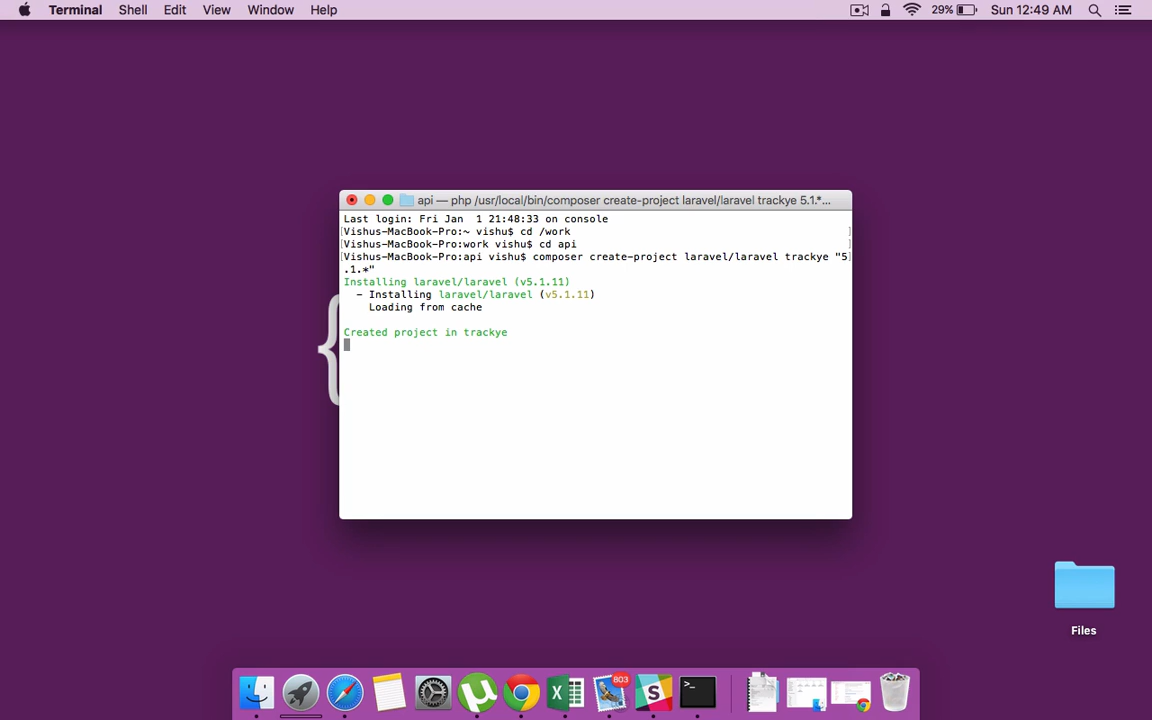 Terminal Shell Edit View Window Help 29% Sun 12:49 AM
api — php /usr/local/bin/composer create-project laravel/laravel trackye 5.1.*...
Last login: Fri Jan  1 21:48:33 on console
[Vishus-MacBook-Pro:~ vishu$ cd /work ]
[Vishus-MacBook-Pro:work vishu$ cd api ]
[Vishus-MacBook-Pro:api vishu$ composer create-project laravel/laravel trackye "5]
.1.*"
Installing laravel/laravel (v5.1.11)
  - Installing laravel/laravel (v5.1.11)
    Loading from cache
Created project in trackye
{
Files
803
S
>_